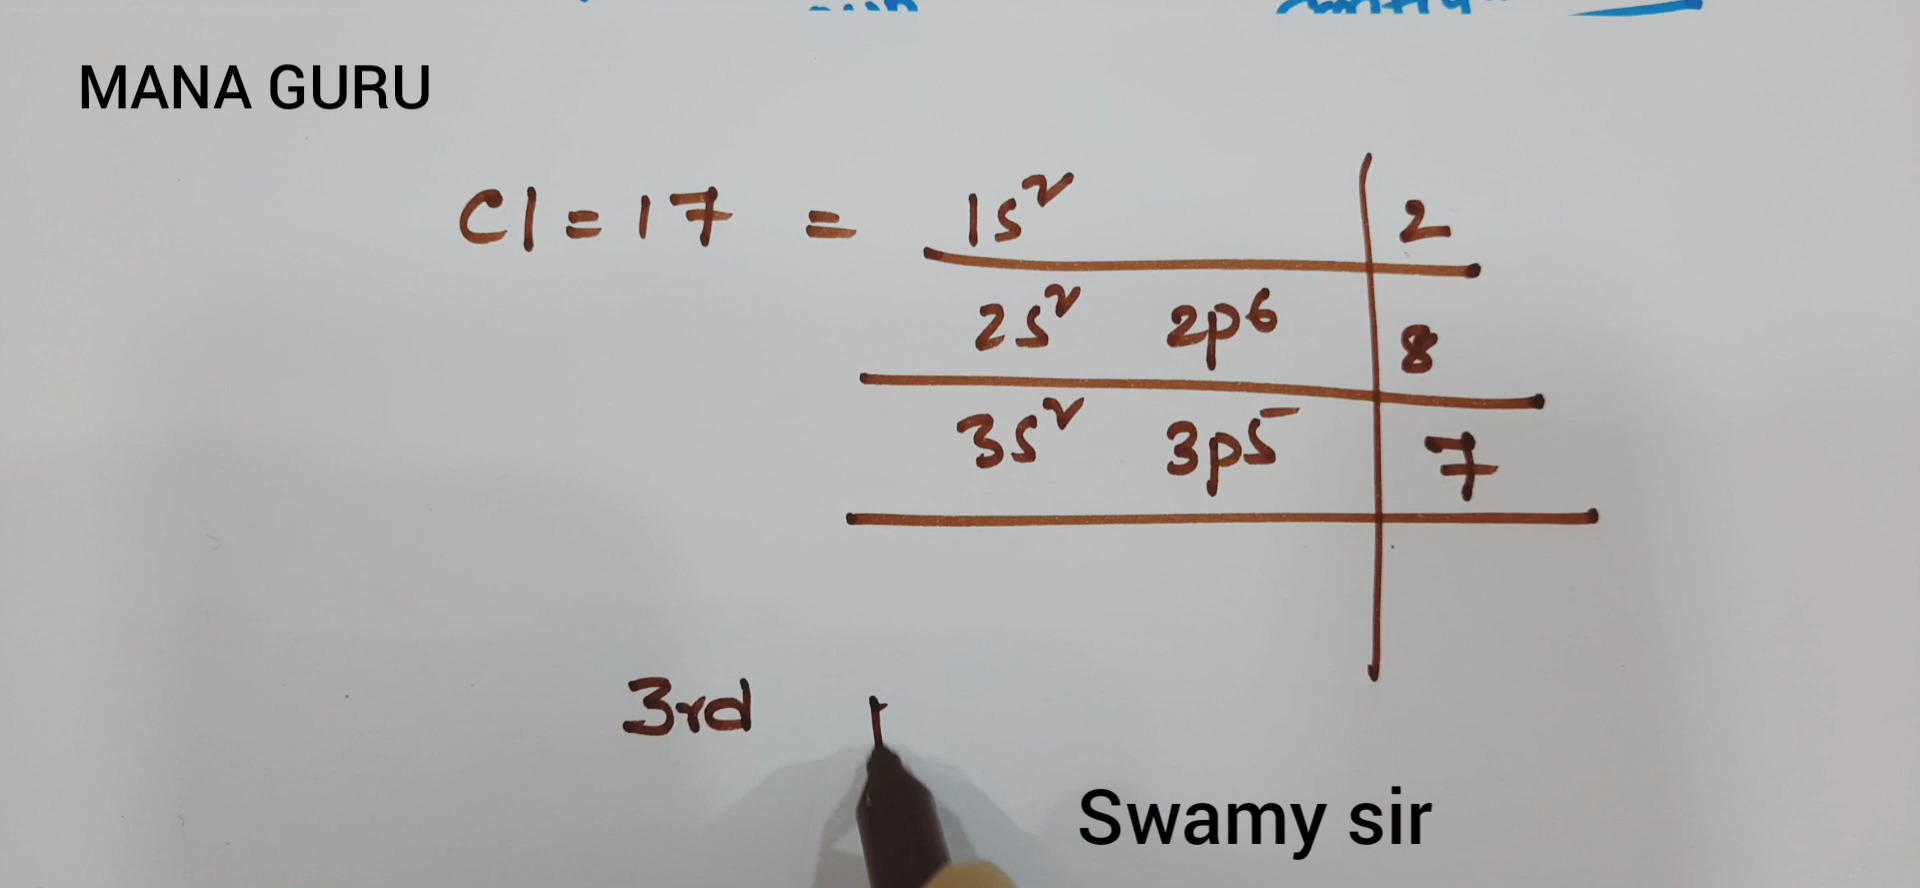 MANA GURU
Cl = 17 = 1s² 2
2s² 2p6 8
3s² 3p5 7
3rd
Swamy sir